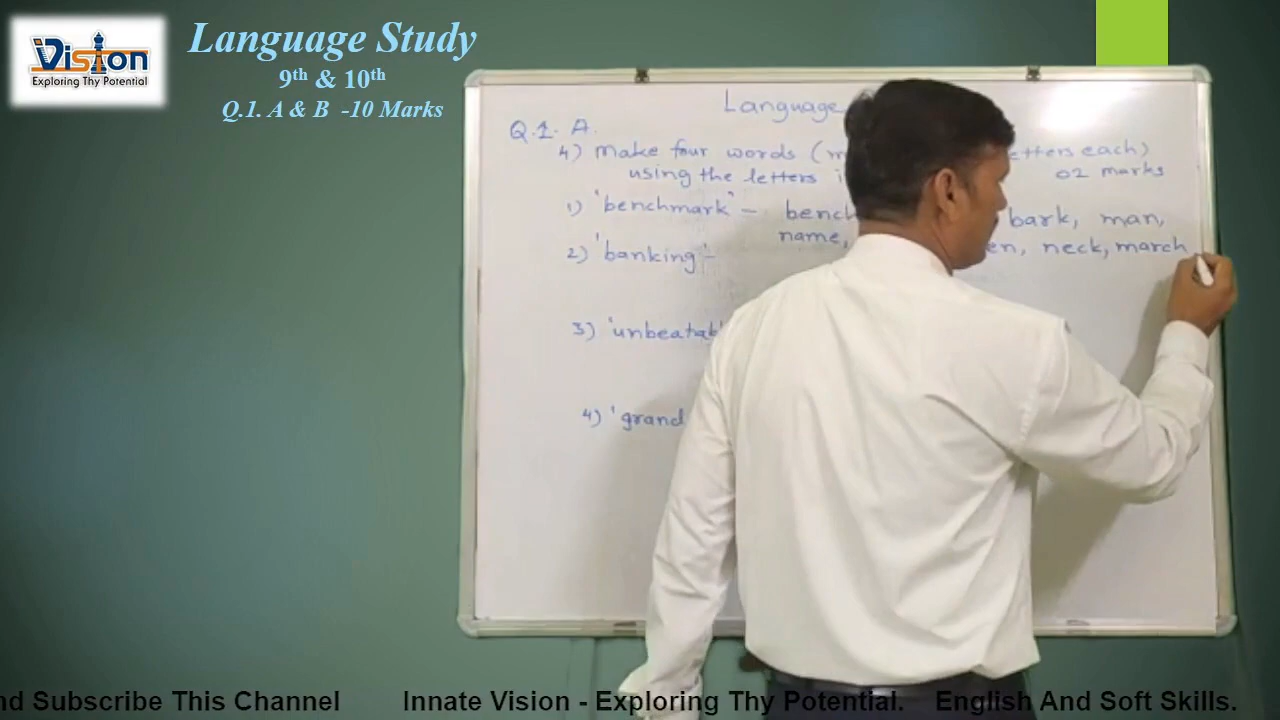 Vision
Exploring Thy Potential
Language Study
9th & 10th
Q.1. A & B -10 Marks
Language
Q.1. A.
4) Make four words ( etters each)
using the letters 02 marks
1) 'benchmark' - bench bark, man,
name, en, neck, march
2) 'banking' -
3) 'unbeatab
4) 'grand
nd Subscribe This Channel Innate Vision - Exploring Thy Potential. English And Soft Skills.